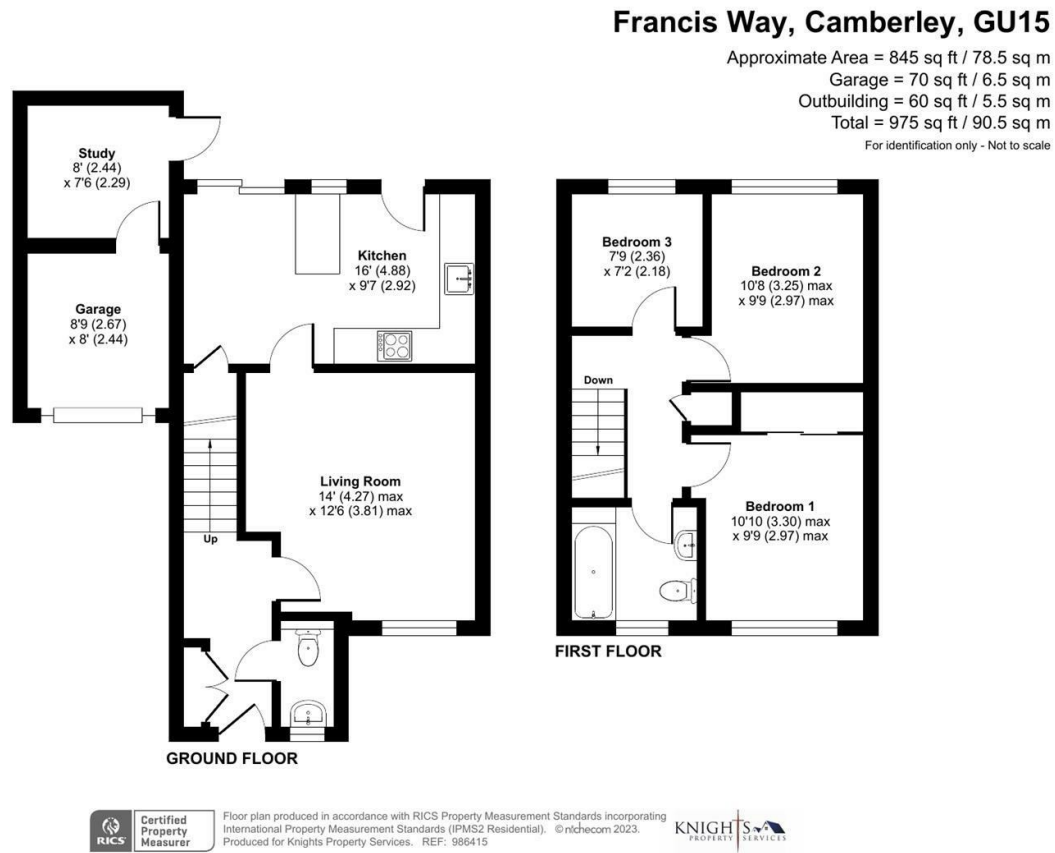 Francis Way, Camberley, GU15
Approximate Area = 845 sq ft / 78.5 sq m
Garage = 70 sq ft / 6.5 sq m
Outbuilding = 60 sq ft / 5.5 sq m
Total = 975 sq ft / 90.5 sq m
For identification only - Not to scale
Study
8' (2.44)
x 7'6 (2.29)
Garage
8'9 (2.67)
x 8' (2.44)
Kitchen
16' (4.88)
x 9'7 (2.92)
Living Room
14' (4.27) max
x 12'6 (3.81) max
Up
GROUND FLOOR
Bedroom 3
7'9 (2.36)
x 7'2 (2.18)
Bedroom 2
10'8 (3.25) max
x 9'9 (2.97) max
Down
Bedroom 1
10'10 (3.30) max
x 9'9 (2.97) max
FIRST FLOOR
RICS
Certified
Property
Measurer
Floor plan produced in accordance with RICS Property Measurement Standards incorporating
International Property Measurement Standards (IPMS2 Residential). © nichecom 2023.
Produced for Knights Property Services. REF: 986415
KNIGHTS
PROPERTY SERVICES